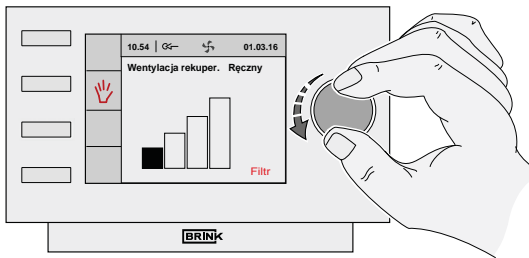 10.54 01.03.16
Wentylacja rekuper. Ręczny
Filtr
BRINK